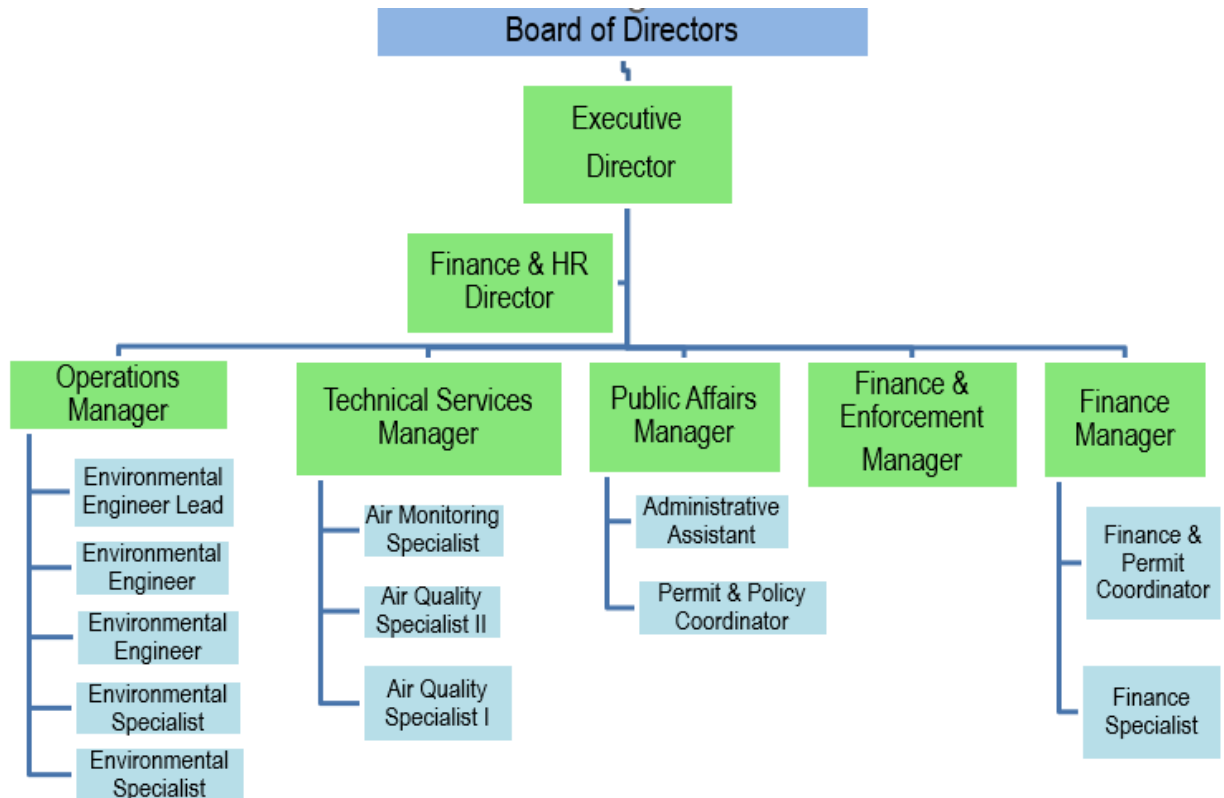 Board of Directors
Executive
Director
Finance & HR
Director
Operations
Manager
Technical Services
Manager
Public Affairs
Manager
Finance &
Enforcement
Manager
Finance
Manager
Environmental
Engineer Lead
Environmental
Engineer
Environmental
Engineer
Environmental
Specialist
Environmental
Specialist
Air Monitoring
Specialist
Air Quality
Specialist II
Air Quality
Specialist I
Administrative
Assistant
Permit & Policy
Coordinator
Finance &
Permit
Coordinator
Finance
Specialist